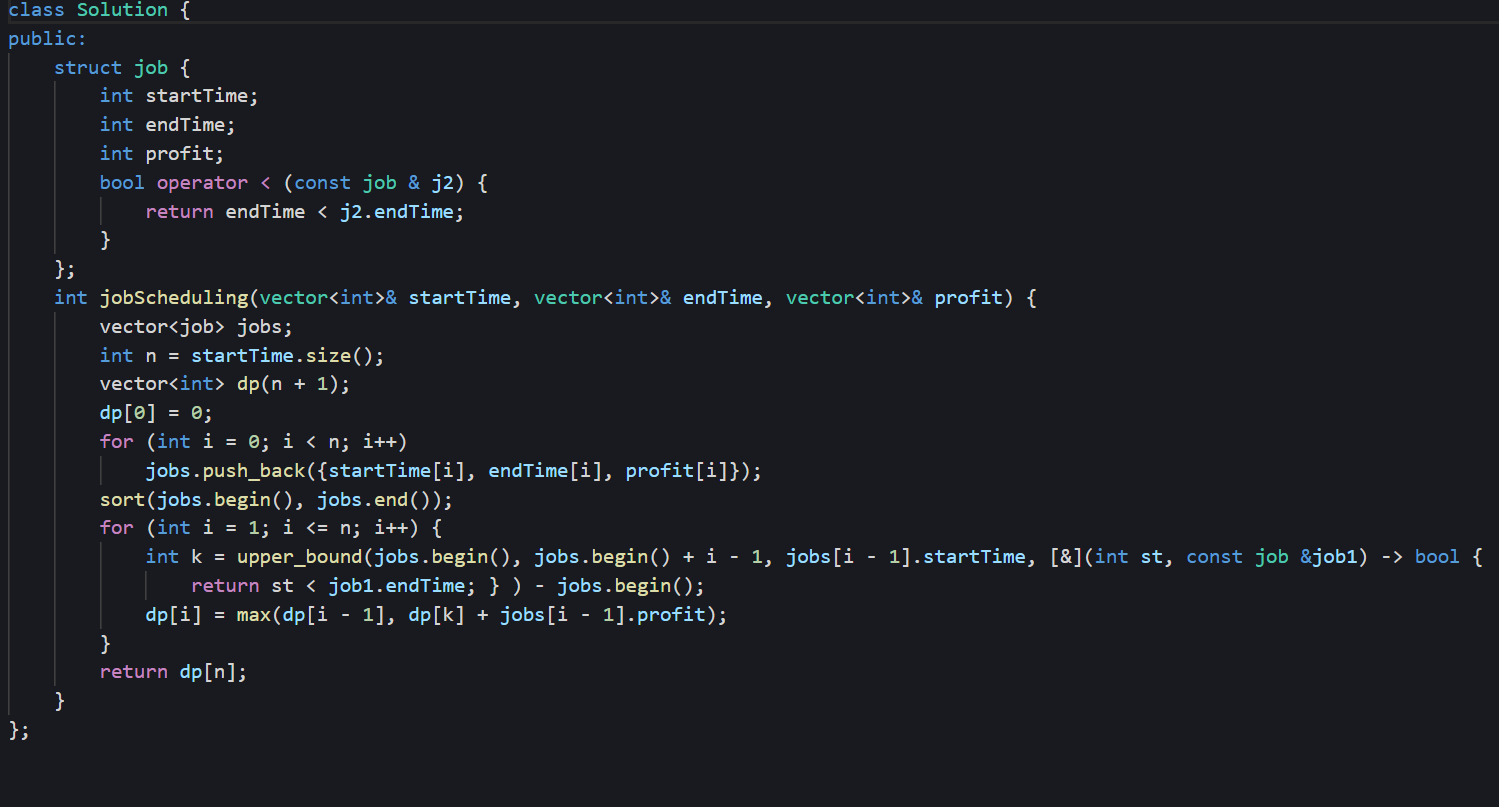 class Solution {
public:
    struct job {
        int startTime;
        int endTime;
        int profit;
        bool operator < (const job & j2) {
            return endTime < j2.endTime;
        }
    };
    int jobScheduling(vector<int>& startTime, vector<int>& endTime, vector<int>& profit) {
        vector<job> jobs;
        int n = startTime.size();
        vector<int> dp(n + 1);
        dp[0] = 0;
        for (int i = 0; i < n; i++)
            jobs.push_back({startTime[i], endTime[i], profit[i]});
        sort(jobs.begin(), jobs.end());
        for (int i = 1; i <= n; i++) {
            int k = upper_bound(jobs.begin(), jobs.begin() + i - 1, jobs[i - 1].startTime, [&](int st, const job &job1) -> bool {
                return st < job1.endTime; } ) - jobs.begin();
            dp[i] = max(dp[i - 1], dp[k] + jobs[i - 1].profit);
        }
        return dp[n];
    }
};